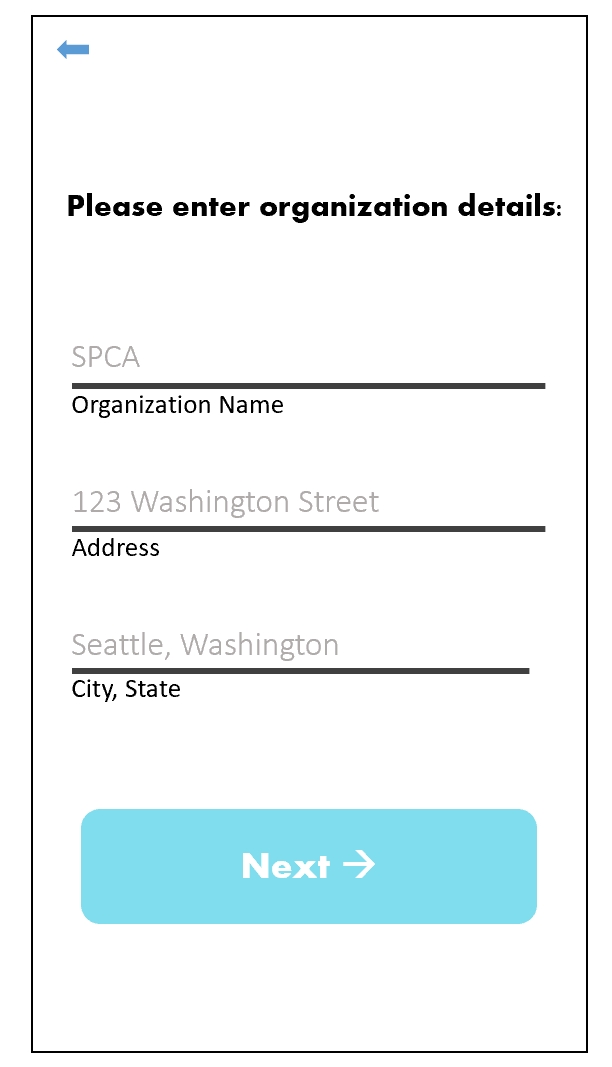 Please enter organization details:
SPCA
Organization Name
123 Washington Street
Address
Seattle, Washington
City, State
Next →